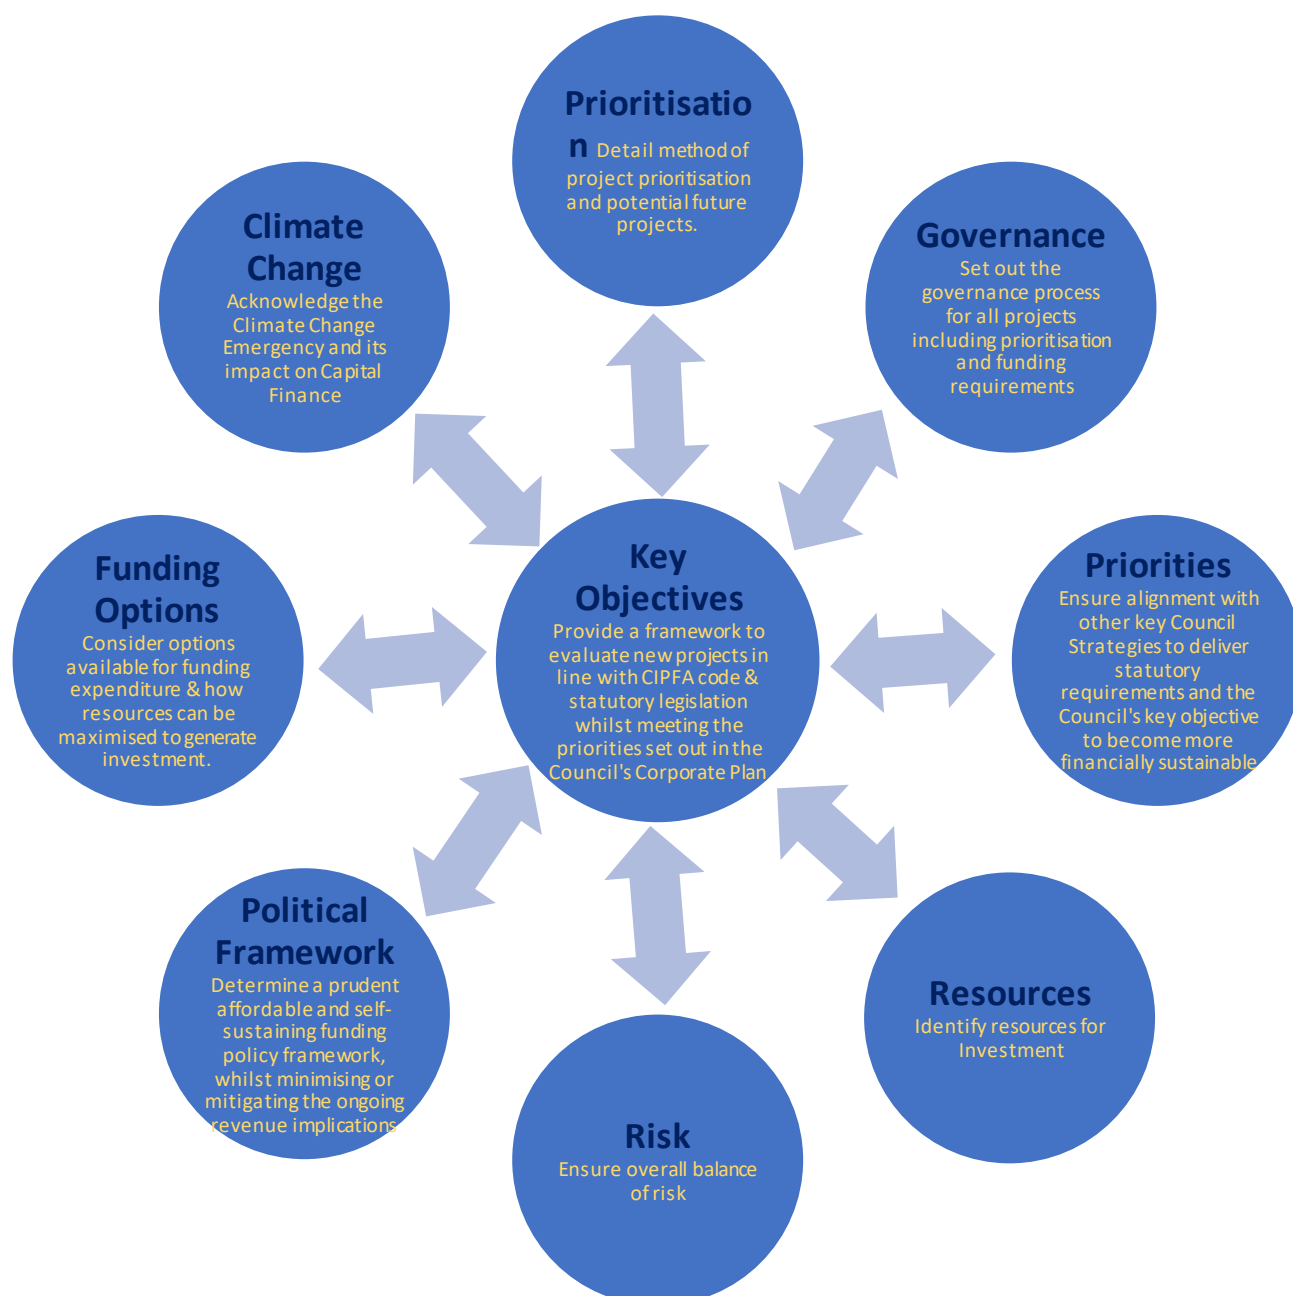 Prioritisatio
n Detail method of
project prioritisation
and potential future
projects.
Climate
Change
Acknowledge the
Climate Change
Emergency and its
impact on Capital
Finance
Governance
Set out the
governance process
for all projects
including prioritisation
and funding
requirements
Funding
Options
Consider options
available for funding
expenditure & how
resources can be
maximised to generate
investment.
Key
Objectives
Provide a framework to
evaluate new projects in
line with CIPFA code &
statutory legislation
whilst meeting the
priorities set out in the
Council's Corporate Plan
Priorities
Ensure alignment with
other key Council
Strategies to deliver
statutory
requirements and the
Council's key objective
to become more
financially sustainable
Political
Framework
Determine a prudent
affordable and self-
sustaining funding
policy framework,
whilst minimising or
mitigating the ongoing
revenue implications
Resources
Identify resources for
Investment
Risk
Ensure overall balance
of risk